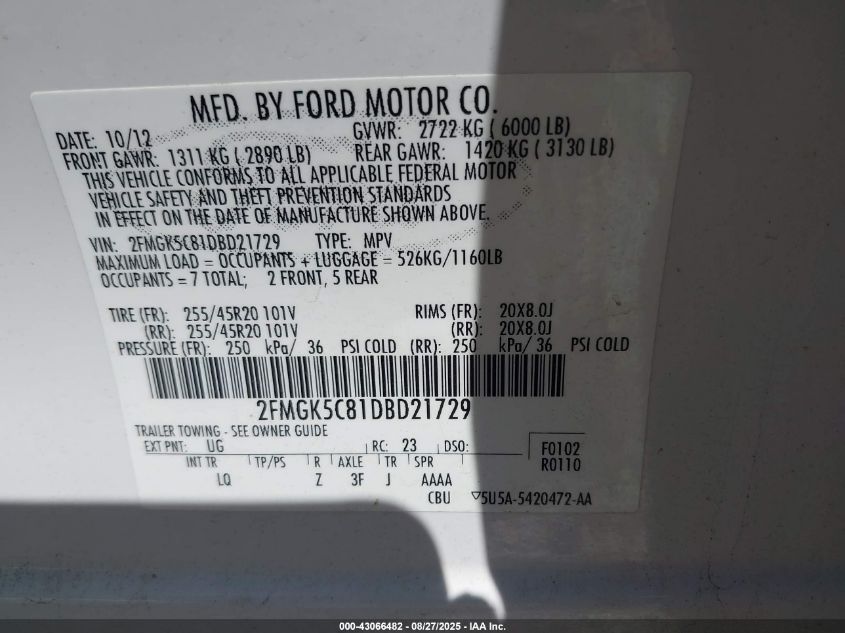 MFD. BY FORD MOTOR CO.
DATE: 10/12 GVWR: 2722 KG ( 6000 LB)
FRONT GAWR: 1311 KG ( 2890 LB) REAR GAWR: 1420 KG ( 3130 LB)
THIS VEHICLE CONFORMS TO ALL APPLICABLE FEDERAL MOTOR
VEHICLE SAFETY AND THEFT PREVENTION STANDARDS
IN EFFECT ON THE DATE OF MANUFACTURE SHOWN ABOVE.
VIN: 2FMGK5C81DBD21729 TYPE: MPV
MAXIMUM LOAD = OCCUPANTS + LUGGAGE = 526KG/1160LB
OCCUPANTS = 7 TOTAL; 2 FRONT, 5 REAR
TIRE (FR): 255/45R20 101V RIMS (FR): 20X8.0J
(RR): 255/45R20 101V (RR): 20X8.0J
PRESSURE (FR): 250 kPa/ 36 PSI COLD (RR): 250 kPa/ 36 PSI COLD
2FMGK5C81DBD21729
TRAILER TOWING - SEE OWNER GUIDE
EXT PNT: UG RC: 23 DSO: F0102
R0110
INT TR TP/PS R AXLE TR SPR
LQ Z 3F J AAAA
CBU ▽5U5A-5420472-AA
000-43066482 - 08/27/2025 - IAA Inc.